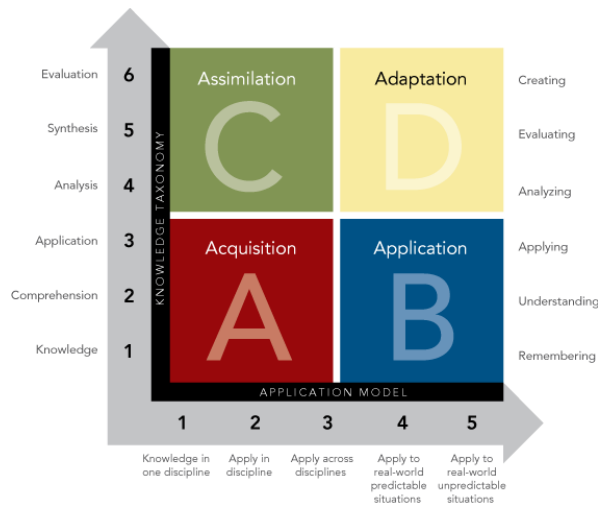 Evaluation 6 Assimilation Adaptation Creating
C D
Synthesis 5 Evaluating
Analysis 4 Analyzing
KNOWLEDGE TAXONOMY
Application 3 Acquisition Application Applying
A B
Comprehension 2 Understanding
Knowledge 1 Remembering
APPLICATION MODEL
1 2 3 4 5
Knowledge in Apply in Apply across Apply to Apply to
one discipline discipline disciplines real-world real-world
predictable unpredictable
situations situations